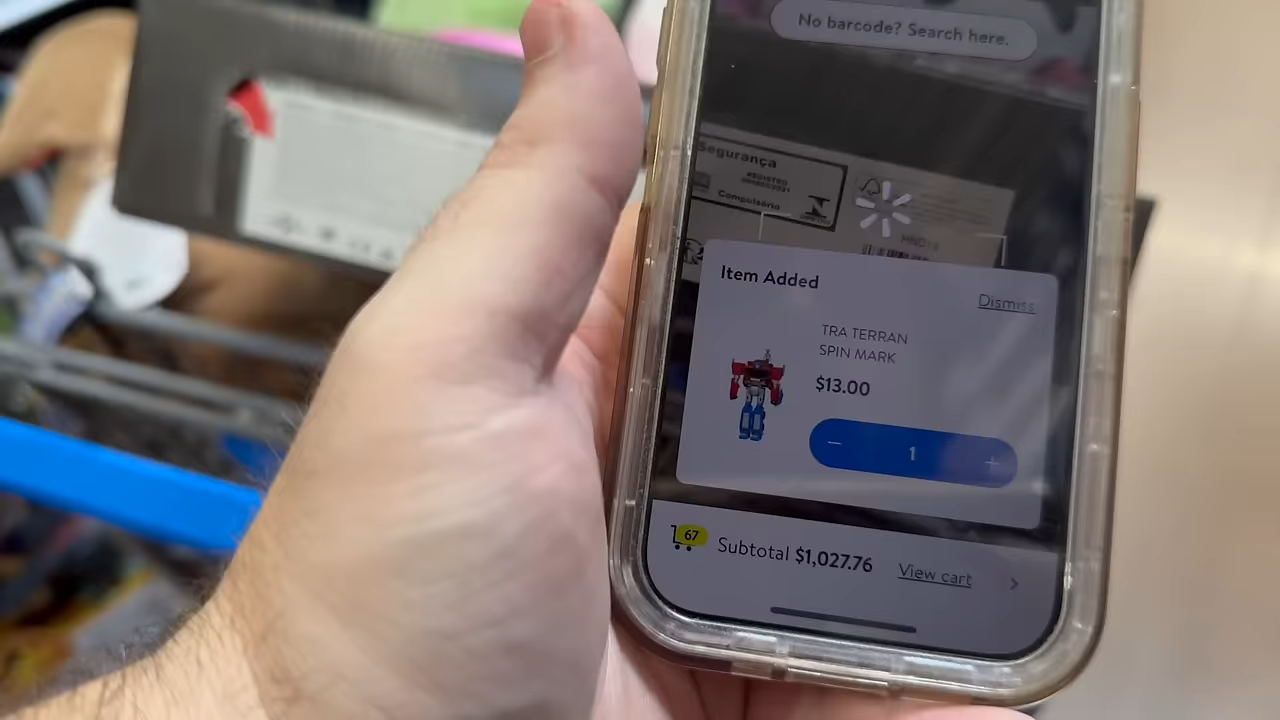 No barcode? Search here.
Segurança
Compulsório
Item Added
Dismiss
TRA TERRAN
SPIN MARK
$13.00
1
67
Subtotal $1,027.76
View cart